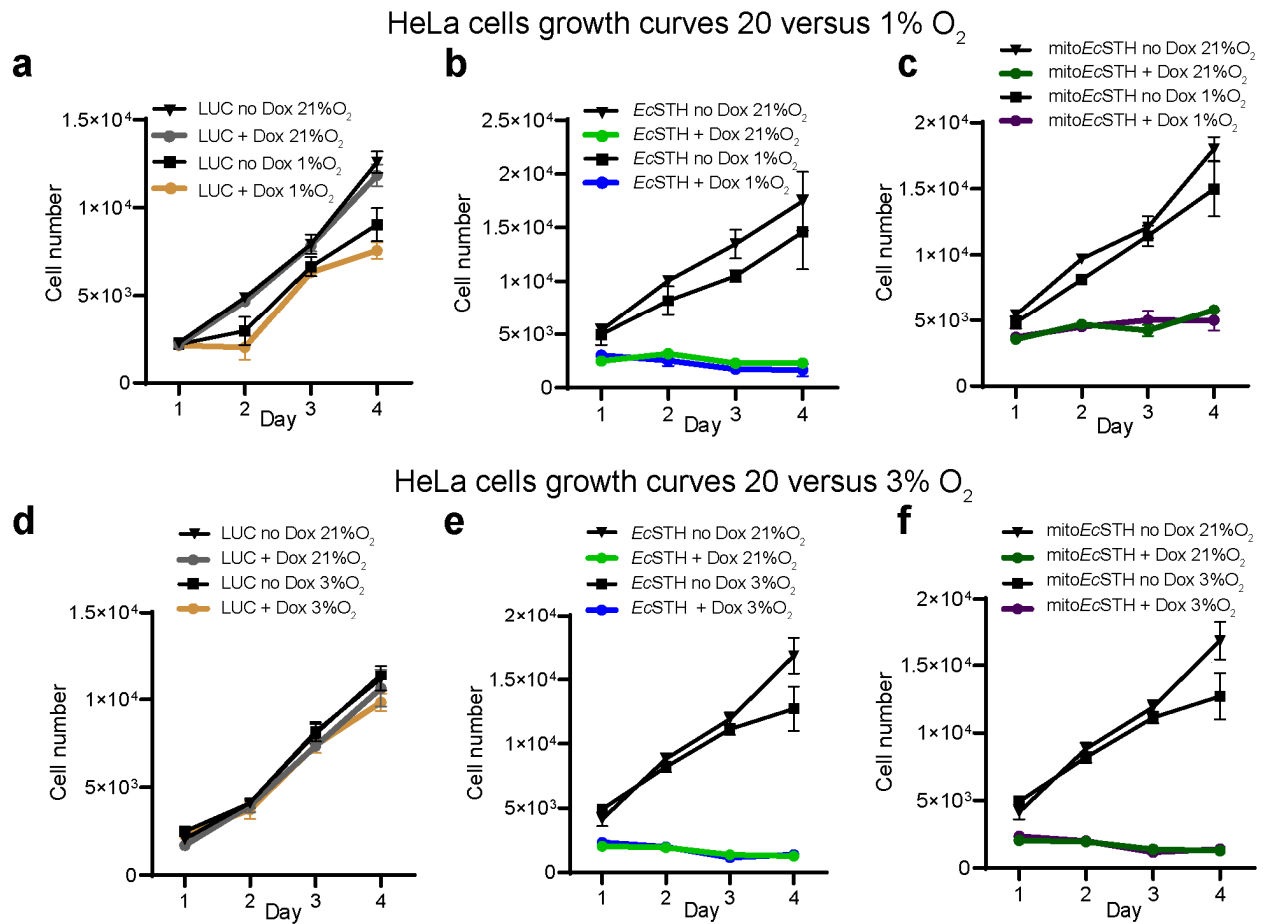 HeLa cells growth curves 20 versus 1% O₂
a
LUC no Dox 21%O₂
LUC + Dox 21%O₂
LUC no Dox 1%O₂
LUC + Dox 1%O₂
1.5×10⁴
1×10⁴
5×10³
0
Cell number
1 2 3 4
Day
b
EcSTH no Dox 21%O₂
EcSTH + Dox 21%O₂
EcSTH no Dox 1%O₂
EcSTH + Dox 1%O₂
2.5×10⁴
2×10⁴
1.5×10⁴
1×10⁴
5×10³
0
Cell number
1 2 3 4
Day
c
mitoEcSTH no Dox 21%O₂
mitoEcSTH + Dox 21%O₂
mitoEcSTH no Dox 1%O₂
mitoEcSTH + Dox 1%O₂
2×10⁴
1.5×10⁴
1×10⁴
5×10³
0
Cell number
1 2 3 4
Day
HeLa cells growth curves 20 versus 3% O₂
d
LUC no Dox 21%O₂
LUC + Dox 21%O₂
LUC no Dox 3%O₂
LUC + Dox 3%O₂
1.5×10⁴
1×10⁴
5×10³
0
Cell number
1 2 3 4
Day
e
EcSTH no Dox 21%O₂
EcSTH + Dox 21%O₂
EcSTH no Dox 3%O₂
EcSTH + Dox 3%O₂
2×10⁴
1.5×10⁴
1×10⁴
5×10³
0
Cell number
1 2 3 4
Day
f
mitoEcSTH no Dox 21%O₂
mitoEcSTH + Dox 21%O₂
mitoEcSTH no Dox 3%O₂
mitoEcSTH + Dox 3%O₂
2×10⁴
1.5×10⁴
1×10⁴
5×10³
0
Cell number
1 2 3 4
Day